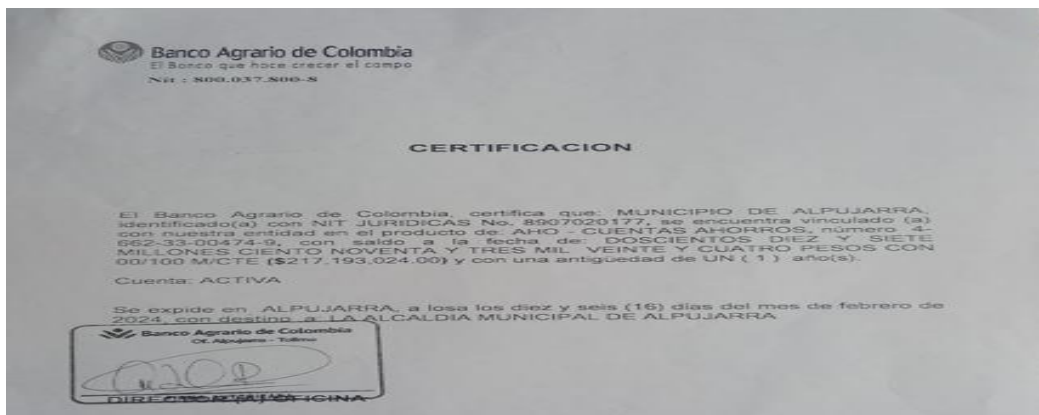 Banco Agrario de Colombia
El Banco que hace crecer el campo
Nit : 800.037.800-8
CERTIFICACION
El Banco Agrario de Colombia, certifica que: MUNICIPIO DE ALPUJARRA,
identificado(a) con NIT JURIDICAS No. 8907020177, se encuentra vinculado (a)
con nuestra entidad en el producto de: AHO - CUENTAS AHORROS, número 4-
662-33-00474-9, con saldo a la fecha de: DOSCIENTOS DIEZ Y SIETE
MILLONES CIENTO NOVENTA Y TRES MIL VEINTE Y CUATRO PESOS CON
00/100 M/CTE ($217,193,024.00) y con una antigüedad de UN ( 1 ) año(s).
Cuenta: ACTIVA
Se expide en ALPUJARRA, a losa los diez y seis (16) días del mes de febrero de
2024, con destino a LA ALCALDIA MUNICIPAL DE ALPUJARRA
Banco Agrario de Colombia
Of. Alpujarra - Tolima
DIRECTOR (A) OFICINA